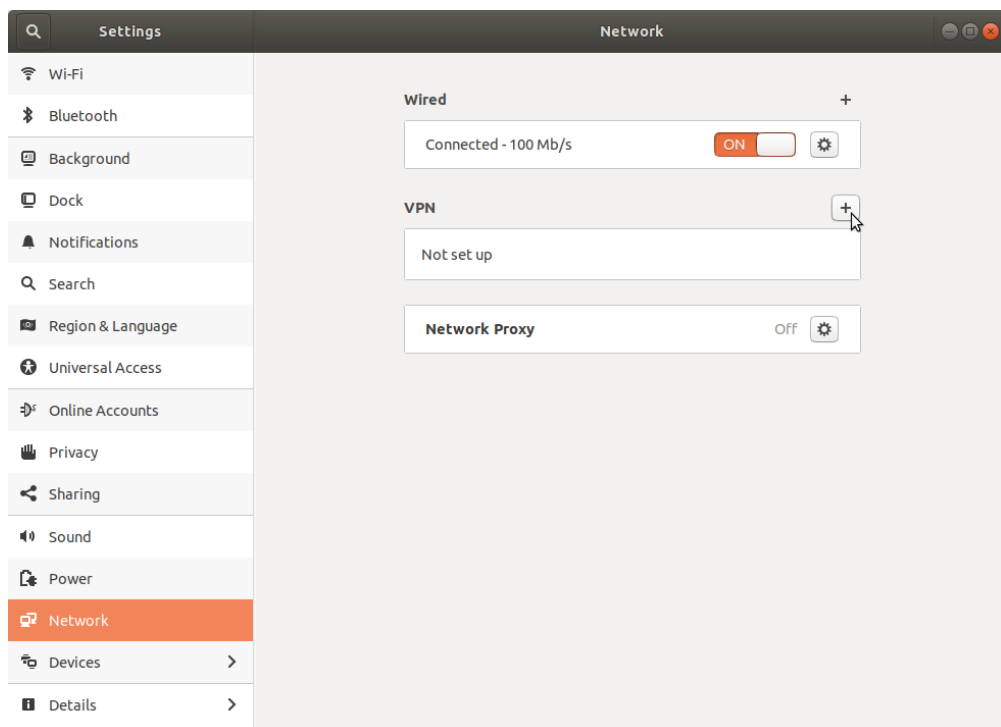 Settings
Network
Wi-Fi
Bluetooth
Background
Dock
Notifications
Search
Region & Language
Universal Access
Online Accounts
Privacy
Sharing
Sound
Power
Network
Devices
Details
Wired
Connected - 100 Mb/s
ON
VPN
Not set up
Network Proxy
Off